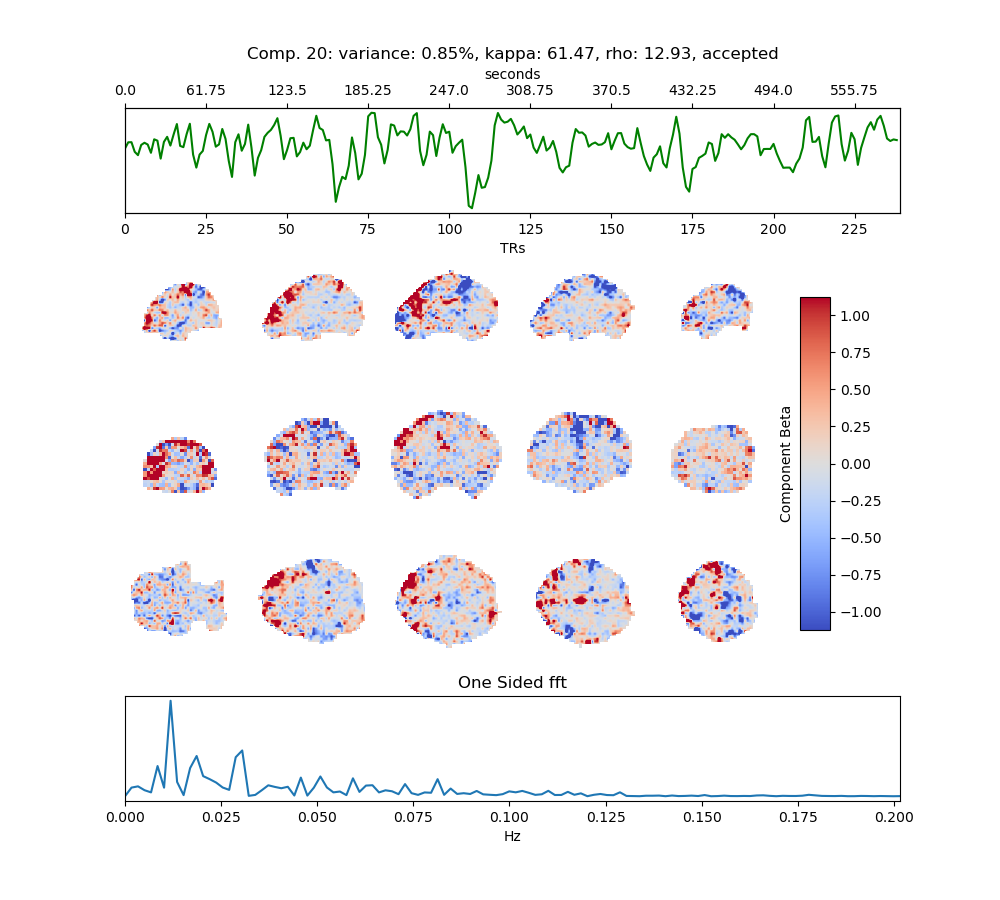 Comp. 20: variance: 0.85%, kappa: 61.47, rho: 12.93, accepted
seconds
0.0 61.75 123.5 185.25 247.0 308.75 370.5 432.25 494.0 555.75
0 25 50 75 100 125 150 175 200 225
TRs
1.00
0.75
0.50
0.25
0.00
−0.25
−0.50
−0.75
−1.00
Component Beta
One Sided fft
0.000 0.025 0.050 0.075 0.100 0.125 0.150 0.175 0.200
Hz